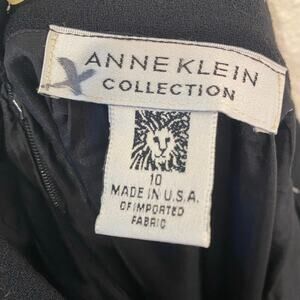 ANNE KLEIN
COLLECTION
10
MADE IN U.S.A.
OF IMPORTED
FABRIC